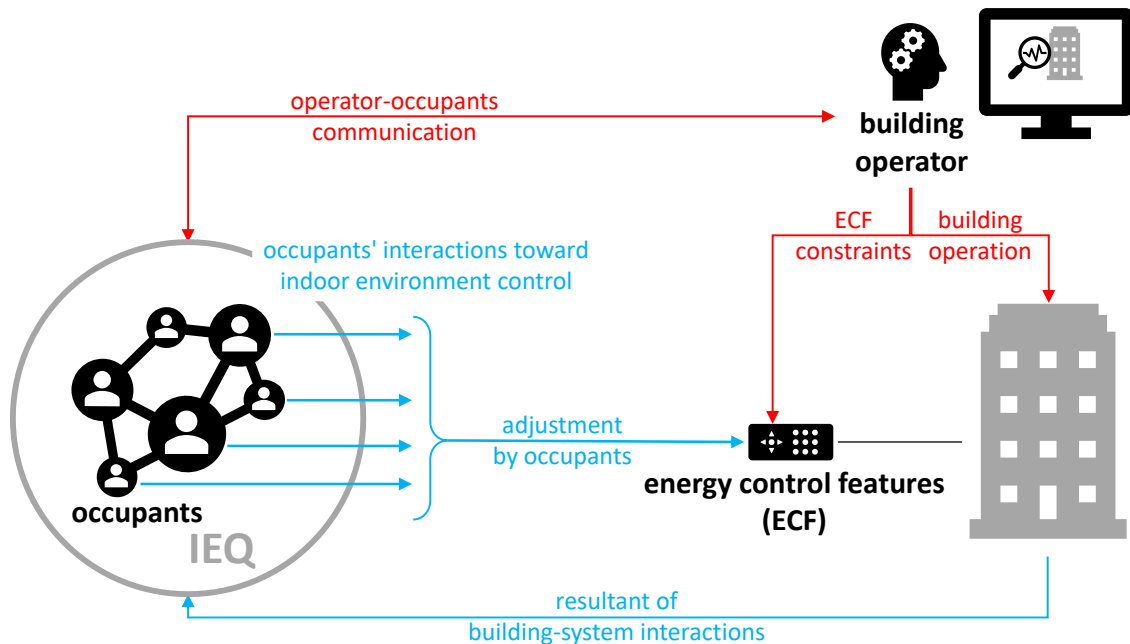 operator-occupants
communication
building
operator
ECF
constraints
building
operation
occupants' interactions toward
indoor environment control
adjustment
by occupants
energy control features
(ECF)
occupants
IEQ
resultant of
building-system interactions